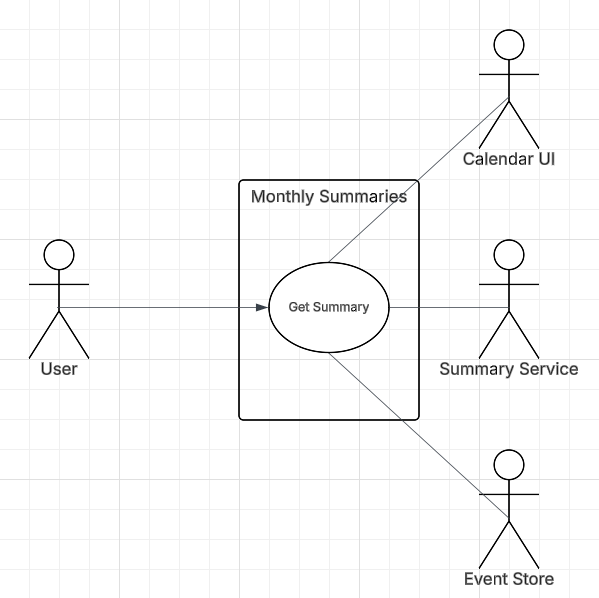 Calendar UI
Monthly Summaries
Get Summary
User
Summary Service
Event Store